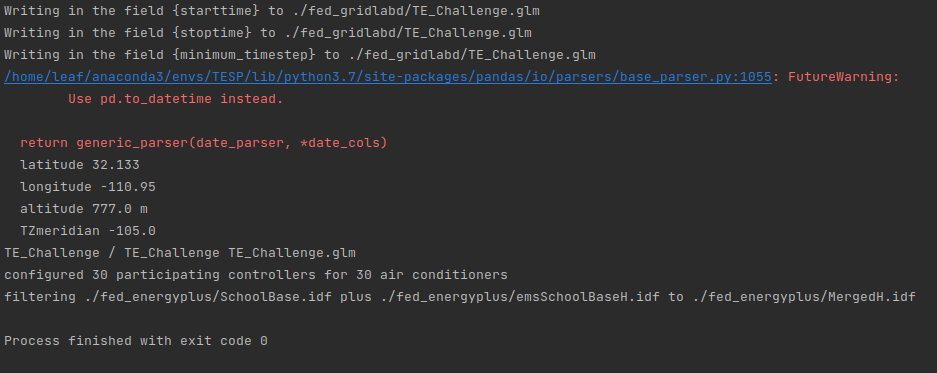 Writing in the field {starttime} to ./fed_gridlabd/TE_Challenge.glm
Writing in the field {stoptime} to ./fed_gridlabd/TE_Challenge.glm
Writing in the field {minimum_timestep} to ./fed_gridlabd/TE_Challenge.glm
/home/leaf/anaconda3/envs/TESP/lib/python3.7/site-packages/pandas/io/parsers/base_parser.py:1055: FutureWarning:
Use pd.to_datetime instead.
return generic_parser(date_parser, *date_cols)
latitude 32.133
longitude -110.95
altitude 777.0 m
TZmeridian -105.0
TE_Challenge / TE_Challenge TE_Challenge.glm
configured 30 participating controllers for 30 air conditioners
filtering ./fed_energyplus/SchoolBase.idf plus ./fed_energyplus/emsSchoolBaseH.idf to ./fed_energyplus/MergedH.idf
Process finished with exit code 0